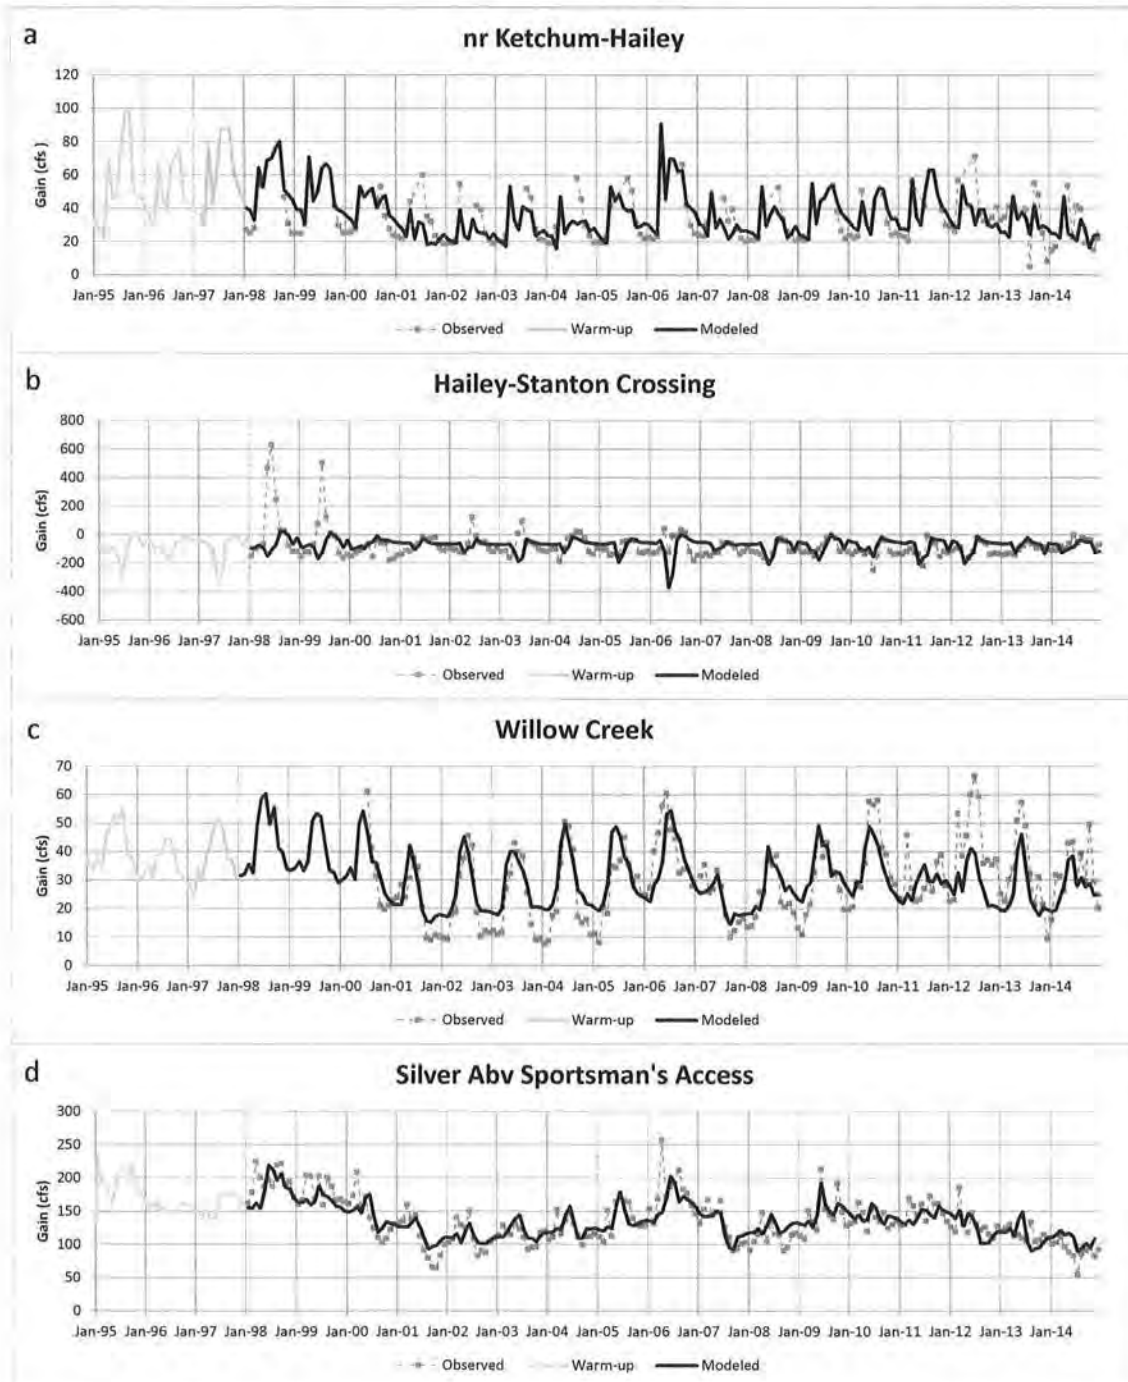 a
nr Ketchum-Hailey
120
100
80
60
40
20
0
Gain (cfs )
Jan-95 Jan-96 Jan-97 Jan-98 Jan-99 Jan-00 Jan-01 Jan-02 Jan-03 Jan-04 Jan-05 Jan-06 Jan-07 Jan-08 Jan-09 Jan-10 Jan-11 Jan-12 Jan-13 Jan-14
Observed Warm-up Modeled
b
Hailey-Stanton Crossing
800
600
400
200
0
-200
-400
-600
Gain (cfs)
Jan-95 Jan-96 Jan-97 Jan-98 Jan-99 Jan-00 Jan-01 Jan-02 Jan-03 Jan-04 Jan-05 Jan-06 Jan-07 Jan-08 Jan-09 Jan-10 Jan-11 Jan-12 Jan-13 Jan-14
Observed Warm-up Modeled
c
Willow Creek
70
60
50
40
30
20
10
0
Gain (cfs)
Jan-95 Jan-96 Jan-97 Jan-98 Jan-99 Jan-00 Jan-01 Jan-02 Jan-03 Jan-04 Jan-05 Jan-06 Jan-07 Jan-08 Jan-09 Jan-10 Jan-11 Jan-12 Jan-13 Jan-14
Observed Warm-up Modeled
d
Silver Abv Sportsman's Access
300
250
200
150
100
50
0
Gain (cfs)
Jan-95 Jan-96 Jan-97 Jan-98 Jan-99 Jan-00 Jan-01 Jan-02 Jan-03 Jan-04 Jan-05 Jan-06 Jan-07 Jan-08 Jan-09 Jan-10 Jan-11 Jan-12 Jan-13 Jan-14
Observed Warm-up Modeled